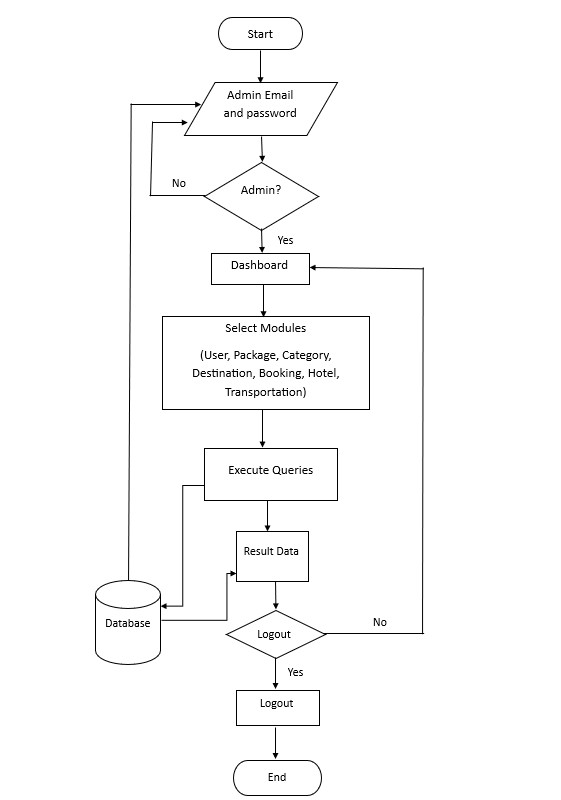 Start
Admin Email
and password
No
Admin?
Yes
Dashboard
Select Modules
(User, Package, Category,
Destination, Booking, Hotel,
Transportation)
Execute Queries
Result Data
Database
Logout
No
Yes
Logout
End